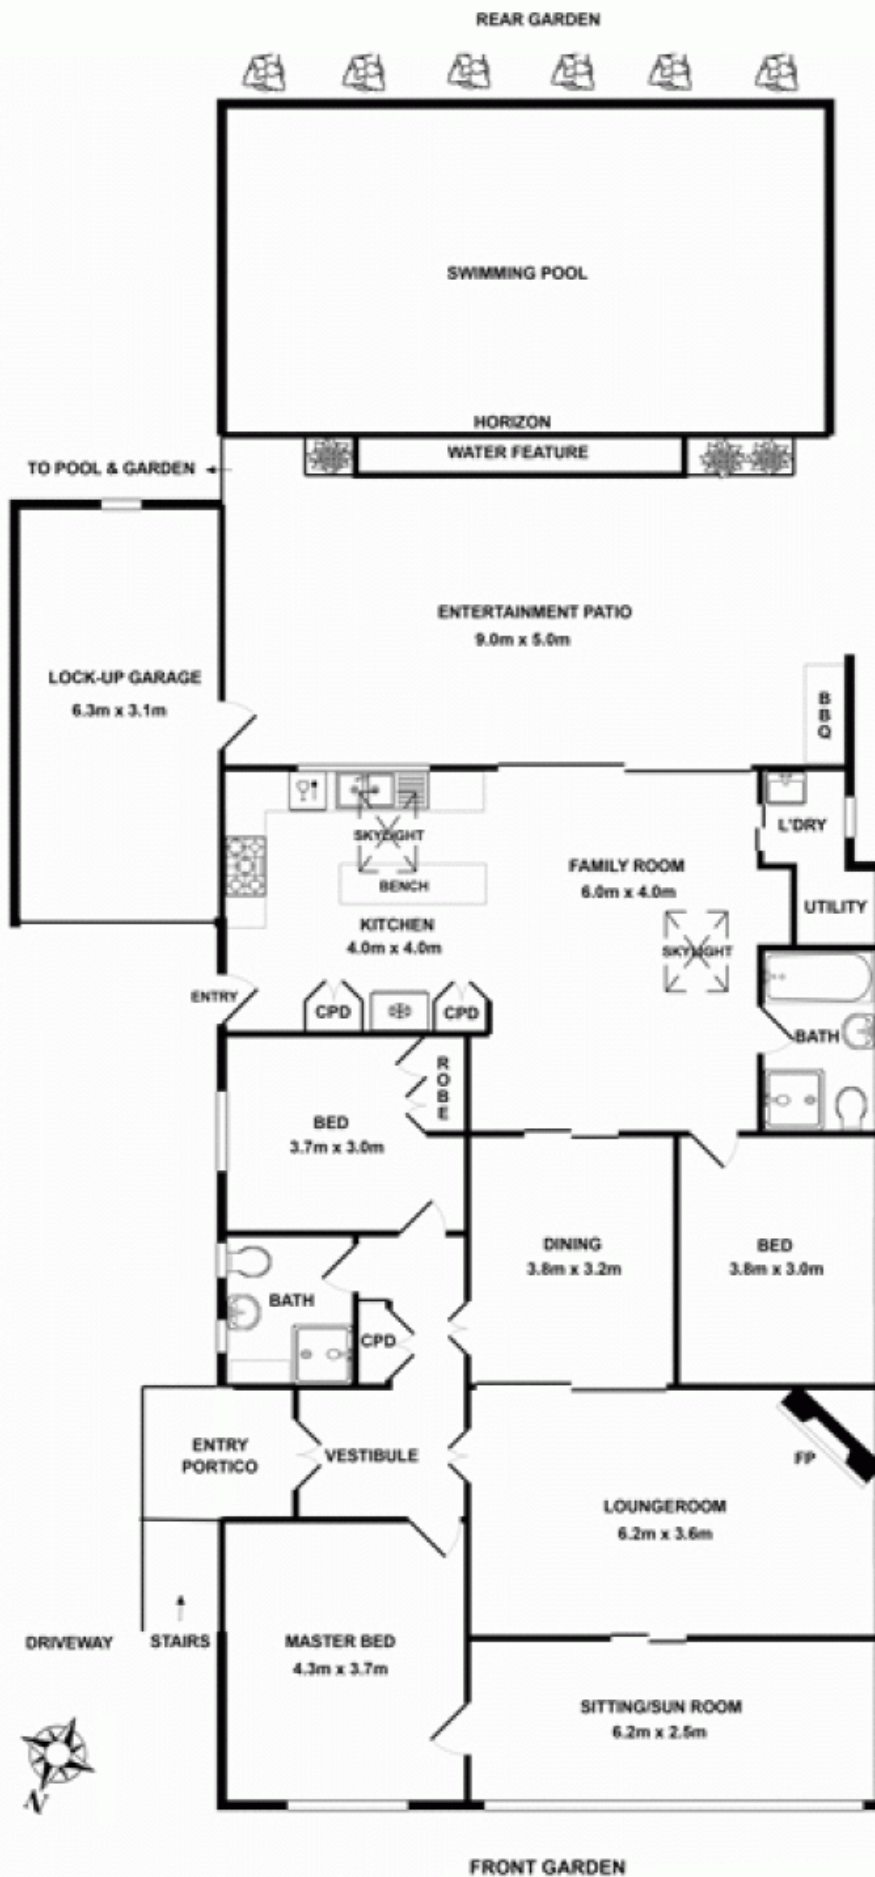 REAR GARDEN
SWIMMING POOL
HORIZON
WATER FEATURE
TO POOL & GARDEN
ENTERTAINMENT PATIO
9.0m x 5.0m
LOCK-UP GARAGE
6.3m x 3.1m
BBQ
SKYLIGHT
L'DRY
FAMILY ROOM
6.0m x 4.0m
BENCH
UTILITY
KITCHEN
4.0m x 4.0m
SKYLIGHT
ENTRY
CPD
CPD
BATH
ROBE
BED
3.7m x 3.0m
DINING
3.8m x 3.2m
BED
3.8m x 3.0m
BATH
CPD
ENTRY
PORTICO
VESTIBULE
FP
LOUNGEROOM
6.2m x 3.6m
DRIVEWAY
STAIRS
MASTER BED
4.3m x 3.7m
SITTING/SUN ROOM
6.2m x 2.5m
N
FRONT GARDEN